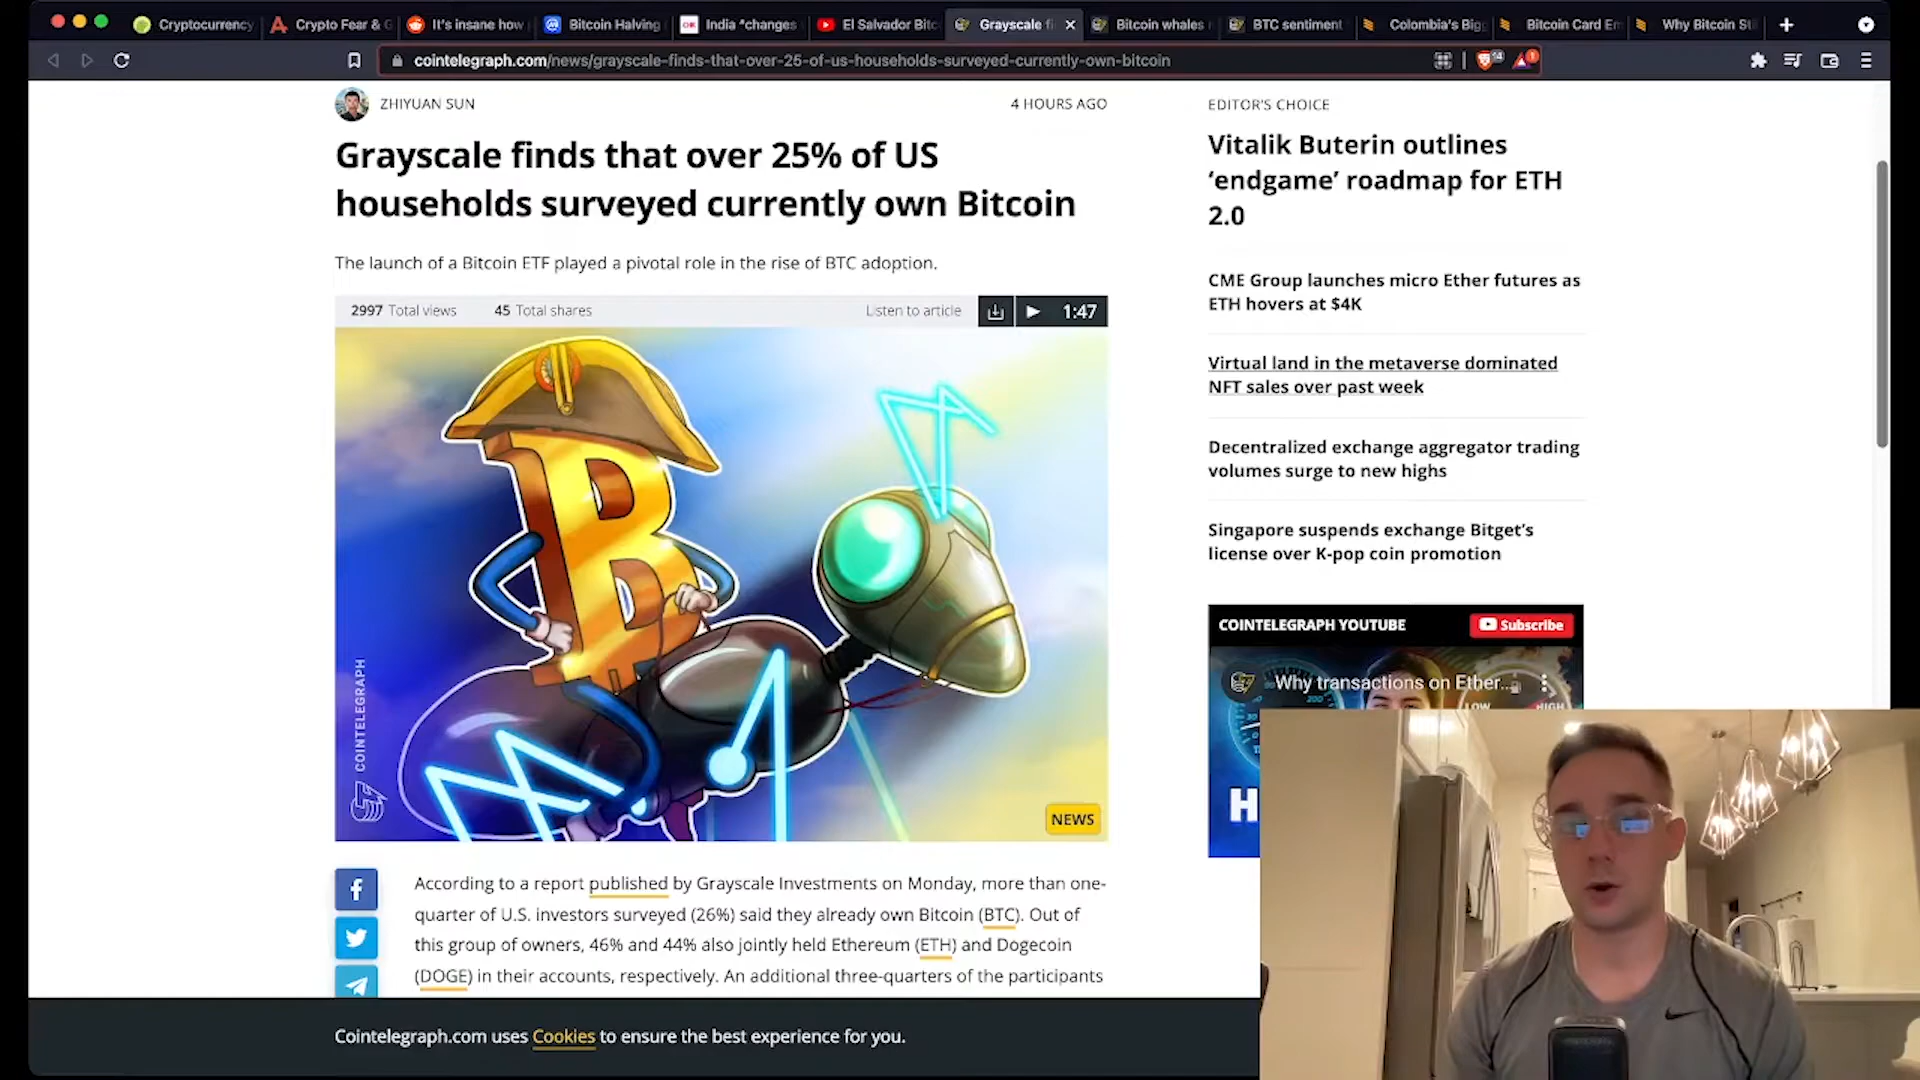 Cryptocurrency
Crypto Fear & G
It's insane how
Bitcoin Halving
India *changes
El Salvador Bitc
Grayscale fi
Bitcoin whales
BTC sentiment
Colombia's Big
Bitcoin Card Em
Why Bitcoin Sti
cointelegraph.com/news/grayscale-finds-that-over-25-of-us-households-surveyed-currently-own-bitcoin
ZHIYUAN SUN
4 HOURS AGO
Grayscale finds that over 25% of US
households surveyed currently own Bitcoin
The launch of a Bitcoin ETF played a pivotal role in the rise of BTC adoption.
2997 Total views
45 Total shares
Listen to article
1:47
COINTELEGRAPH
NEWS
According to a report published by Grayscale Investments on Monday, more than one-
quarter of U.S. investors surveyed (26%) said they already own Bitcoin (BTC). Out of
this group of owners, 46% and 44% also jointly held Ethereum (ETH) and Dogecoin
(DOGE) in their accounts, respectively. An additional three-quarters of the participants
Cointelegraph.com uses Cookies to ensure the best experience for you.
EDITOR'S CHOICE
Vitalik Buterin outlines
‘endgame’ roadmap for ETH
2.0
CME Group launches micro Ether futures as
ETH hovers at $4K
Virtual land in the metaverse dominated
NFT sales over past week
Decentralized exchange aggregator trading
volumes surge to new highs
Singapore suspends exchange Bitget's
license over K-pop coin promotion
COINTELEGRAPH YOUTUBE
Subscribe
Why transactions on Ether...
LOW
HIGH
H